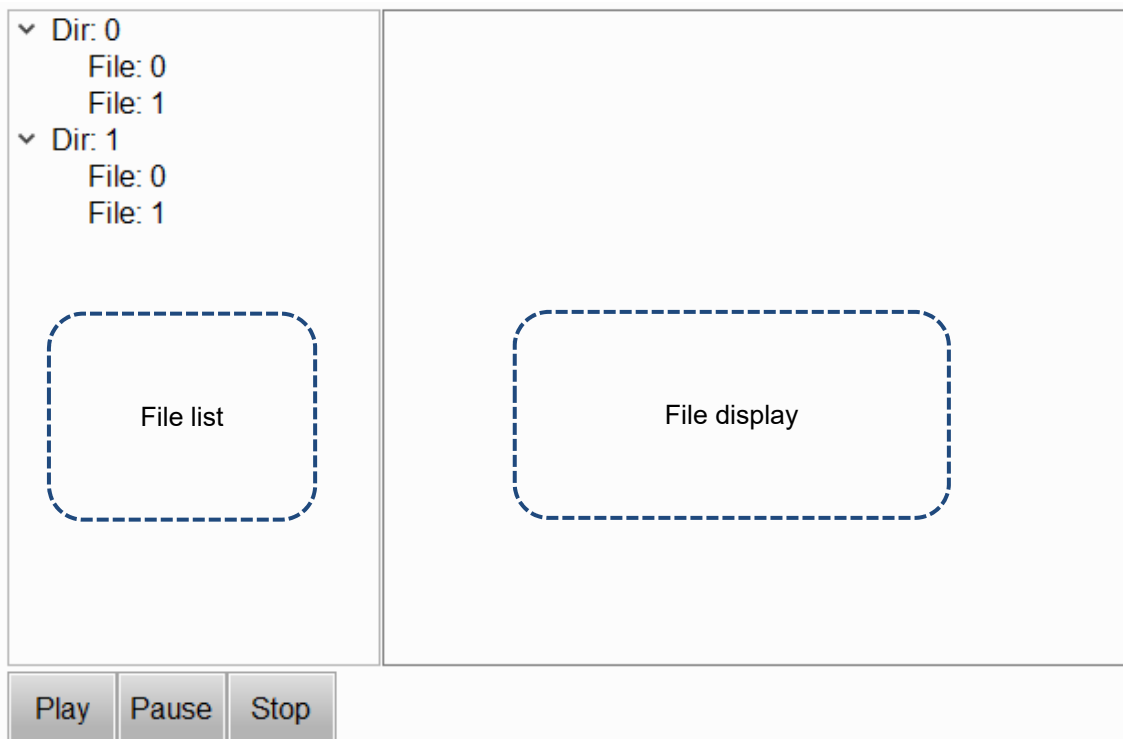 Dir: 0
File: 0
File: 1
Dir: 1
File: 0
File: 1
File list
File display
Play Pause Stop